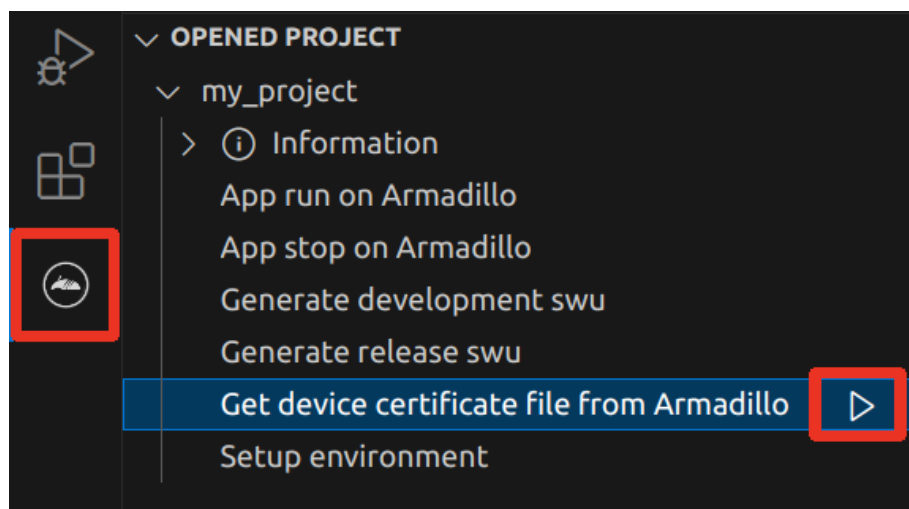 OPENED PROJECT
my_project
Information
App run on Armadillo
App stop on Armadillo
Generate development swu
Generate release swu
Get device certificate file from Armadillo
Setup environment